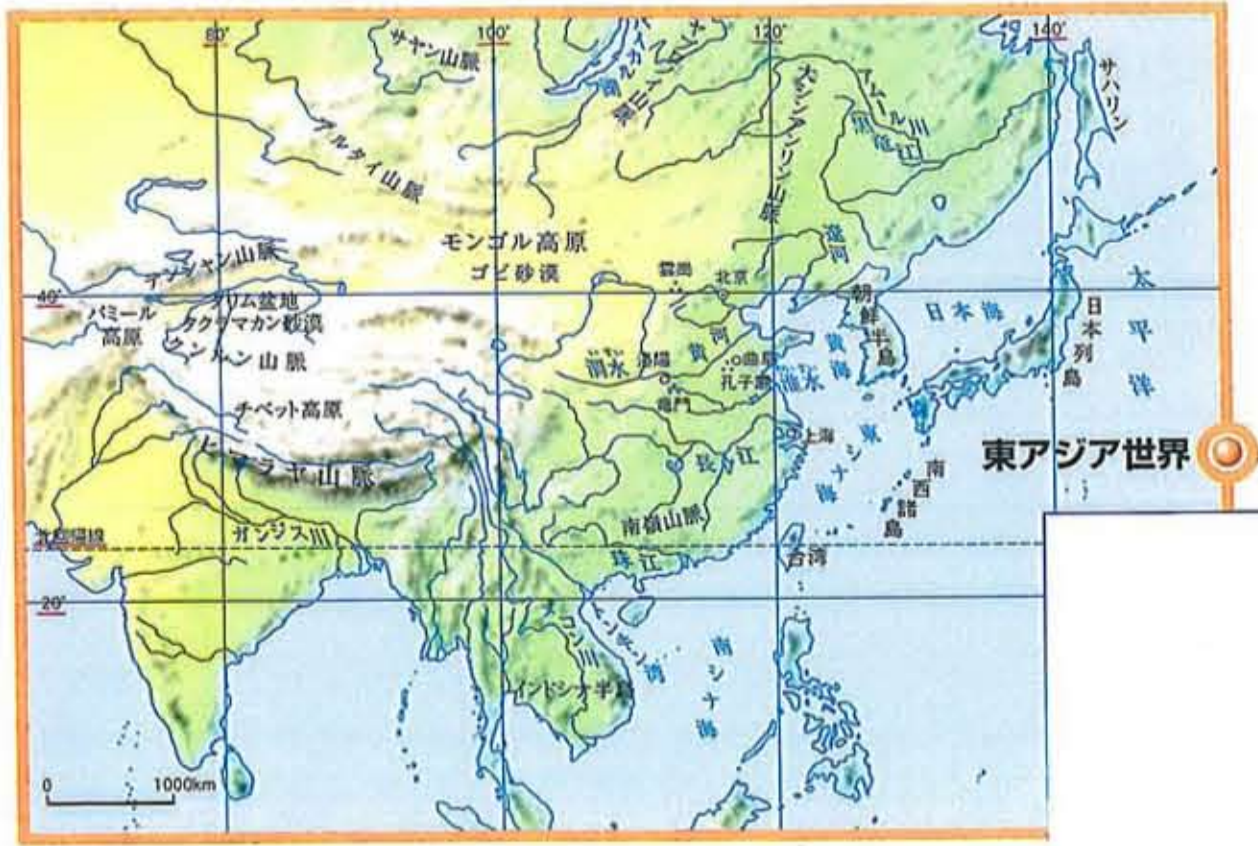 80°
100°
120°
140°
サヤン山脈
サハリン
アムール川
黒竜江
大シンアンリン山脈
アルタイ山脈
モンゴル高原
ゴビ砂漠
遼河
テンシャン山脈
雲崗
北京
40°
タリム盆地
タクラマカン砂漠
パミール
高原
クンルン山脈
朝鮮半島
日本海
日本列島
太平洋
黄河
黄海
いすい
渭水
洛陽
曲阜
孔子廟
わいすい
淮水
竜門
チベット高原
上海
長江
東シナ海
ヒマラヤ山脈
東アジア世界
南西諸島
南嶺山脈
北回帰線
ガンジス川
珠江
台湾
20°
メコン川
トンキン湾
南シナ海
インドシナ半島
0 1000km